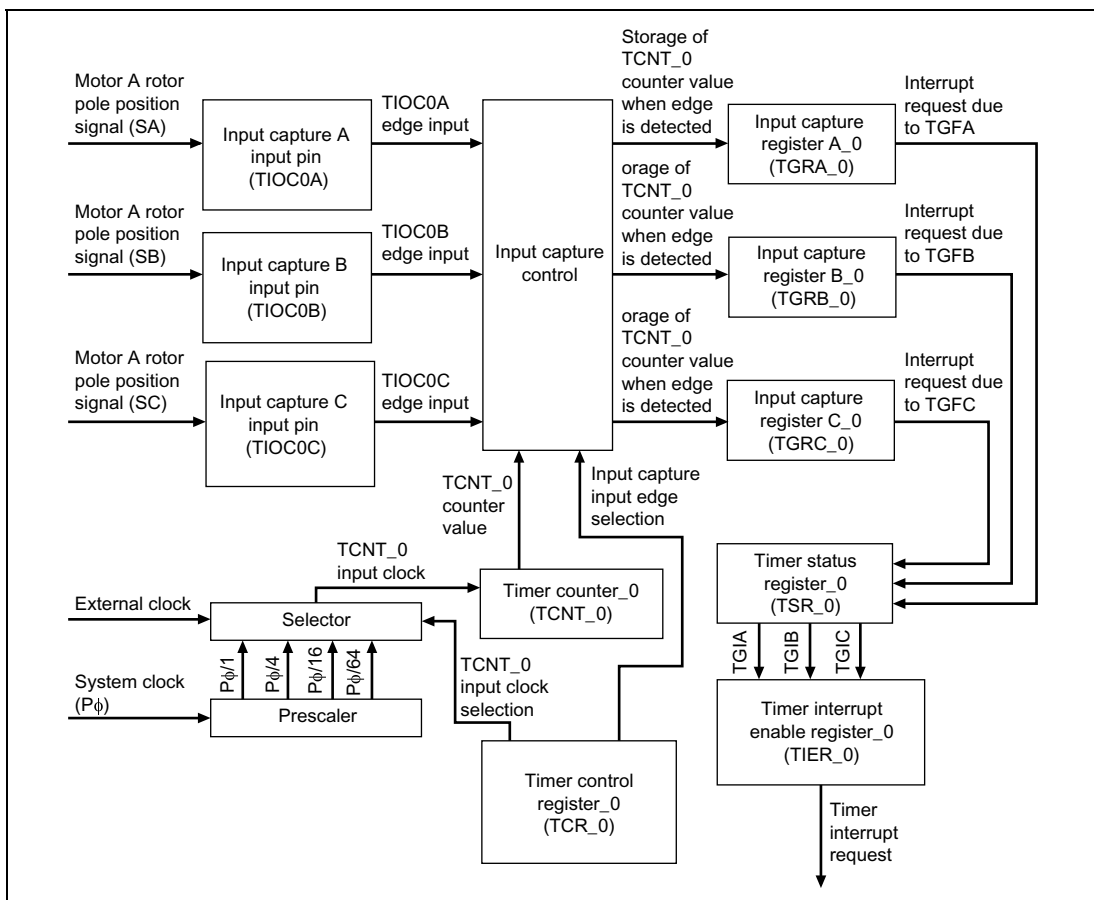 Motor A rotor
pole position
signal (SA)
Input capture A
input pin
(TIOC0A)
TIOC0A
edge input
Storage of
TCNT_0
counter value
when edge
is detected
Input capture
register A_0
(TGRA_0)
Interrupt
request due
to TGFA
Motor A rotor
pole position
signal (SB)
Input capture B
input pin
(TIOC0B)
TIOC0B
edge input
Input capture
control
orage of
TCNT_0
counter value
when edge
is detected
Input capture
register B_0
(TGRB_0)
Interrupt
request due
to TGFB
Motor A rotor
pole position
signal (SC)
Input capture C
input pin
(TIOC0C)
TIOC0C
edge input
orage of
TCNT_0
counter value
when edge
is detected
Input capture
register C_0
(TGRC_0)
Interrupt
request due
to TGFC
TCNT_0
counter
value
Input capture
input edge
selection
TCNT_0
input clock
Timer counter_0
(TCNT_0)
External clock
Selector
Pϕ/1
Pϕ/4
Pϕ/16
Pϕ/64
System clock
(Pϕ)
Prescaler
TCNT_0
input clock
selection
Timer control
register_0
(TCR_0)
Timer status
register_0
(TSR_0)
TGIA
TGIB
TGIC
Timer interrupt
enable register_0
(TIER_0)
Timer
interrupt
request